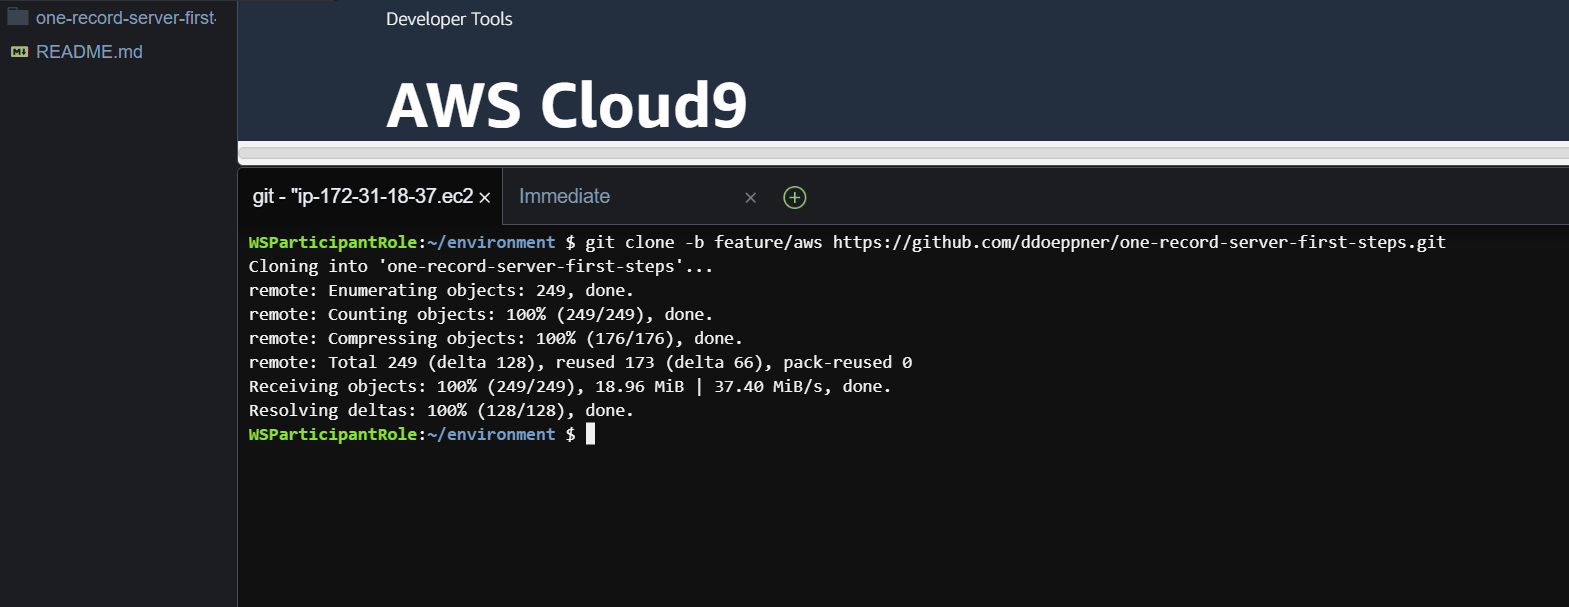 one-record-server-first-
README.md
Developer Tools
AWS Cloud9
git - "ip-172-31-18-37.ec2 × Immediate ×
WSParticipantRole:~/environment $ git clone -b feature/aws https://github.com/ddoeppner/one-record-server-first-steps.git
Cloning into 'one-record-server-first-steps'...
remote: Enumerating objects: 249, done.
remote: Counting objects: 100% (249/249), done.
remote: Compressing objects: 100% (176/176), done.
remote: Total 249 (delta 128), reused 173 (delta 66), pack-reused 0
Receiving objects: 100% (249/249), 18.96 MiB | 37.40 MiB/s, done.
Resolving deltas: 100% (128/128), done.
WSParticipantRole:~/environment $